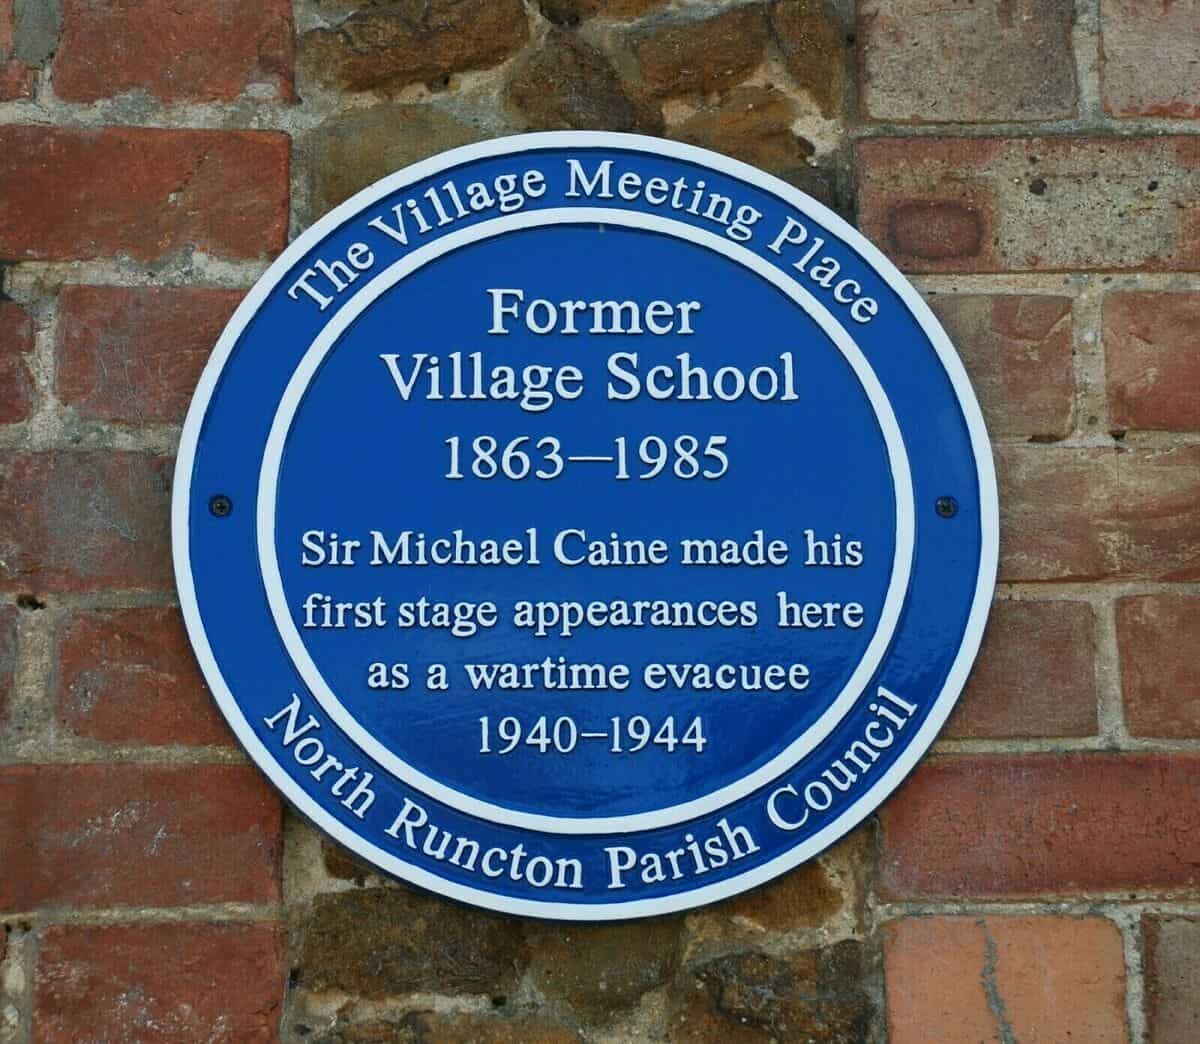 The Village Meeting Place
Former
Village School
1863—1985
Sir Michael Caine made his
first stage appearances here
as a wartime evacuee
1940–1944
North Runcton Parish Council